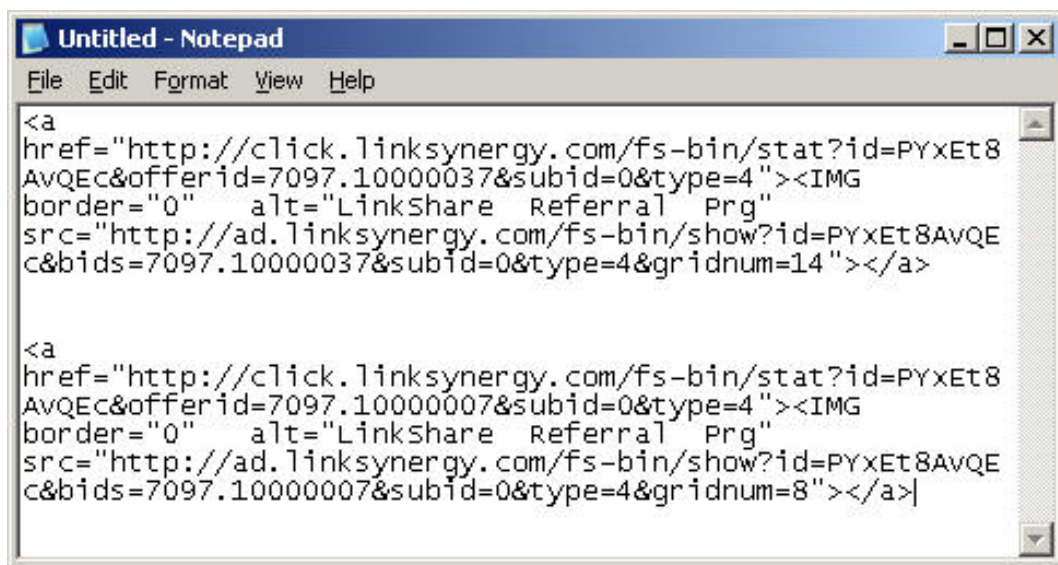 Untitled - Notepad
File Edit Format View Help
<a
href="http://click.linksynergy.com/fs-bin/stat?id=PYxEt8
AvQEc&offerid=7097.10000037&subid=0&type=4"><IMG
border="0"   alt="LinkShare  Referral  Prg"
src="http://ad.linksynergy.com/fs-bin/show?id=PYxEt8AvQE
c&bids=7097.10000037&subid=0&type=4&gridnum=14"></a>
<a
href="http://click.linksynergy.com/fs-bin/stat?id=PYxEt8
AvQEc&offerid=7097.10000007&subid=0&type=4"><IMG
border="0"   alt="LinkShare  Referral  Prg"
src="http://ad.linksynergy.com/fs-bin/show?id=PYxEt8AvQE
c&bids=7097.10000007&subid=0&type=4&gridnum=8"></a>